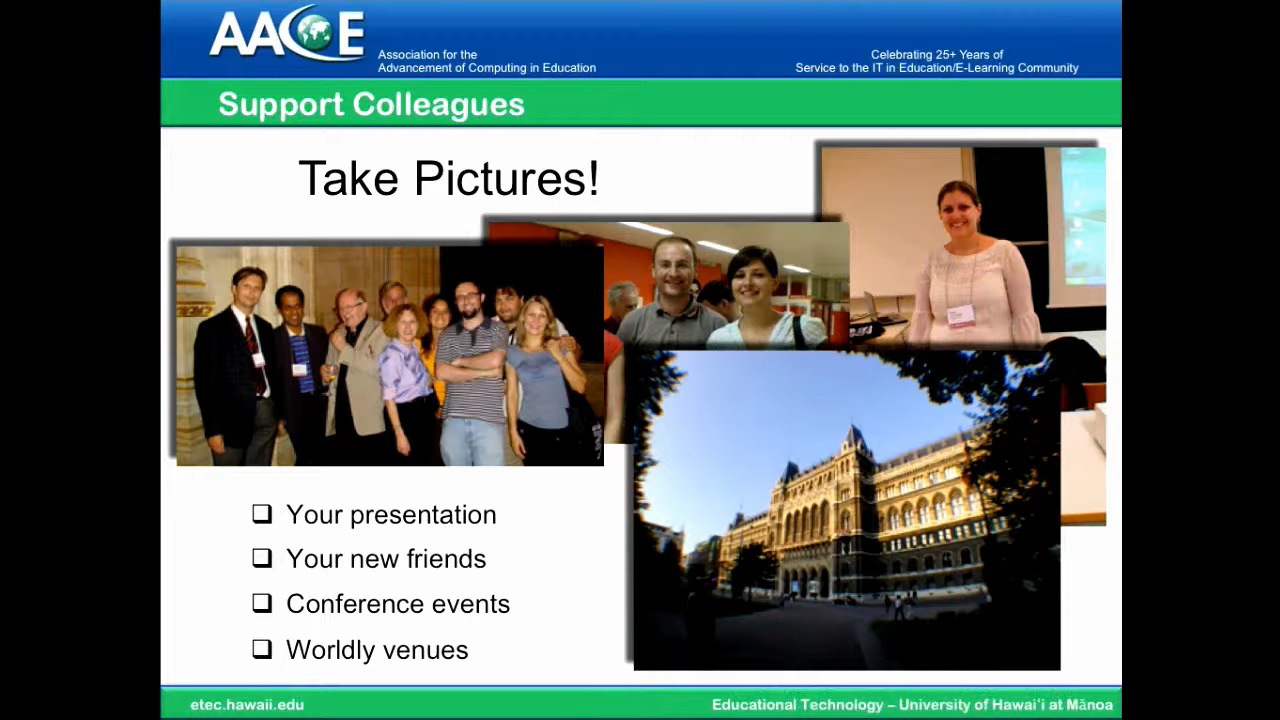 AACE
Association for the
Advancement of Computing in Education
Celebrating 25+ Years of
Service to the IT in Education/E-Learning Community
Support Colleagues
Take Pictures!
Your presentation
Your new friends
Conference events
Worldly venues
etec.hawaii.edu
Educational Technology – University of Hawai'i at Mānoa